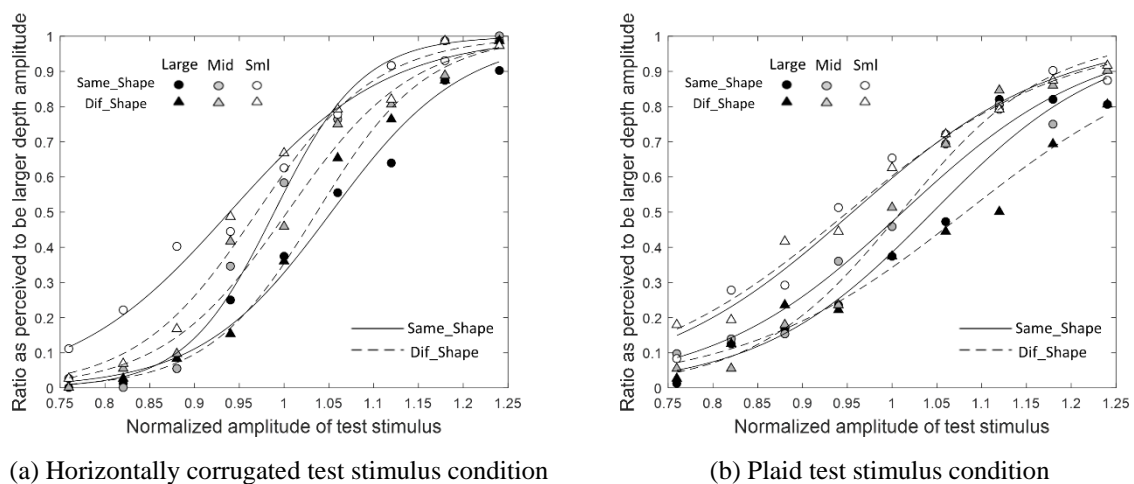 Ratio as perceived to be larger depth amplitude
1
0.9
0.8
0.7
0.6
0.5
0.4
0.3
0.2
0.1
0
Large Mid Sml
Same_Shape
Dif_Shape
Same_Shape
Dif_Shape
0.75 0.8 0.85 0.9 0.95 1 1.05 1.1 1.15 1.2 1.25
Normalized amplitude of test stimulus
(a) Horizontally corrugated test stimulus condition
Ratio as perceived to be larger depth amplitude
1
0.9
0.8
0.7
0.6
0.5
0.4
0.3
0.2
0.1
0
Large Mid Sml
Same_Shape
Dif_Shape
Same_Shape
Dif_Shape
0.75 0.8 0.85 0.9 0.95 1 1.05 1.1 1.15 1.2 1.25
Normalized amplitude of test stimulus
(b) Plaid test stimulus condition